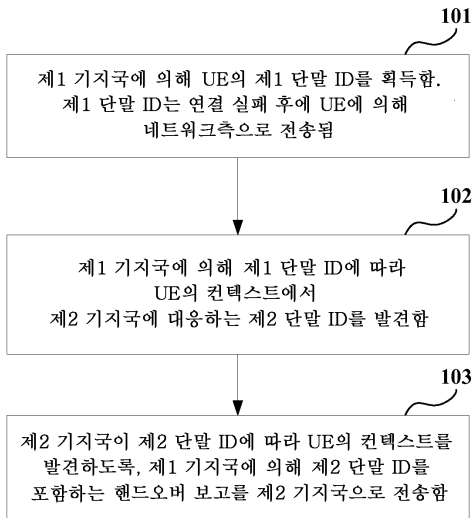 101
제1 기지국에 의해 UE의 제1 단말 ID를 획득함.
제1 단말 ID는 연결 실패 후에 UE에 의해
네트워크측으로 전송됨
102
제1 기지국에 의해 제1 단말 ID에 따라
UE의 컨텍스트에서
제2 기지국에 대응하는 제2 단말 ID를 발견함
103
제2 기지국이 제2 단말 ID에 따라 UE의 컨텍스트를
발견하도록, 제1 기지국에 의해 제2 단말 ID를
포함하는 핸드오버 보고를 제2 기지국으로 전송함